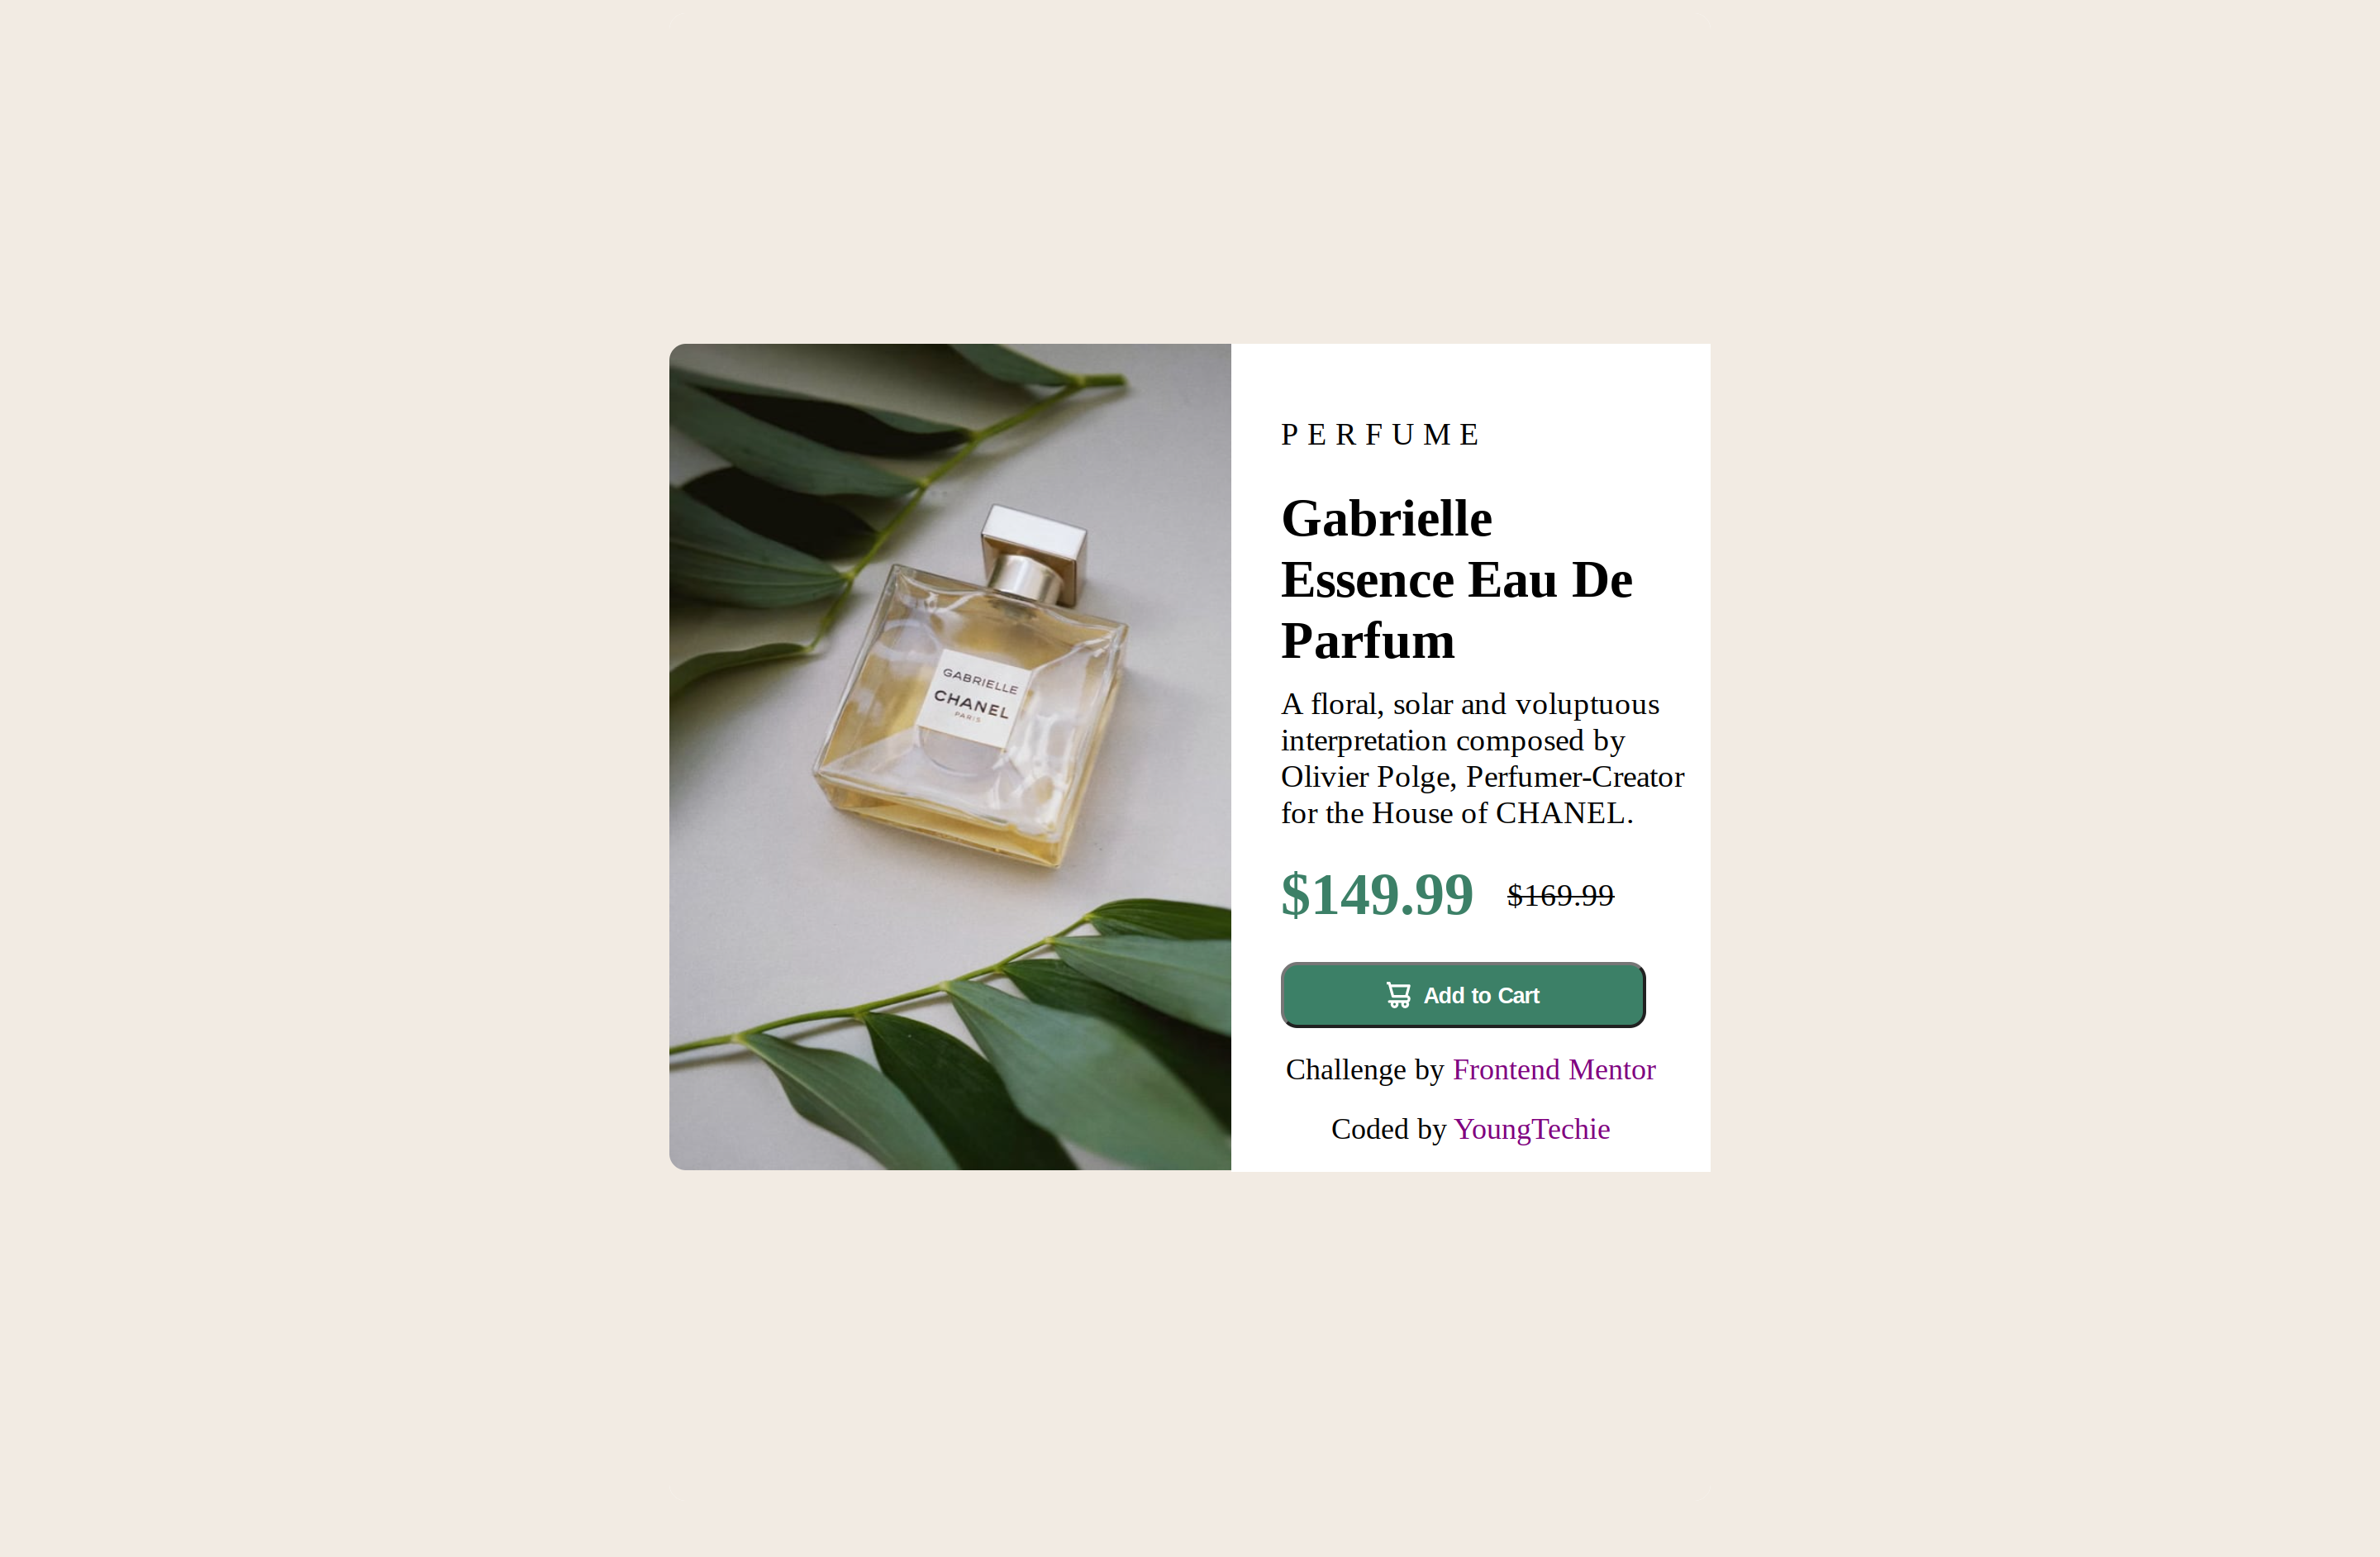 GABRIELLE
CHANEL
PARIS
PERFUME
Gabrielle
Essence Eau De
Parfum
A floral, solar and voluptuous
interpretation composed by
Olivier Polge, Perfumer-Creator
for the House of CHANEL.
$149.99 $169.99
Add to Cart
Challenge by Frontend Mentor
Coded by YoungTechie